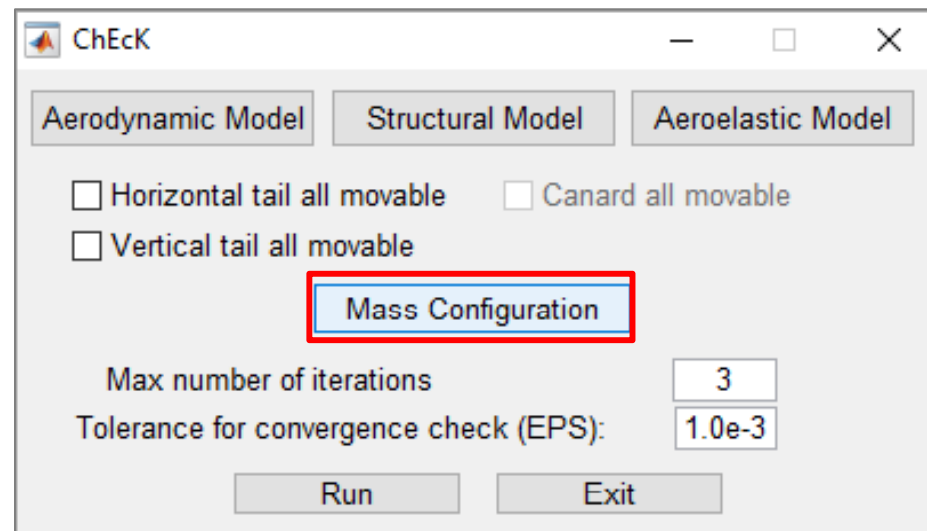 ChEcK
Aerodynamic Model Structural Model Aeroelastic Model
Horizontal tail all movable Canard all movable
Vertical tail all movable
Mass Configuration
Max number of iterations 3
Tolerance for convergence check (EPS): 1.0e-3
Run Exit